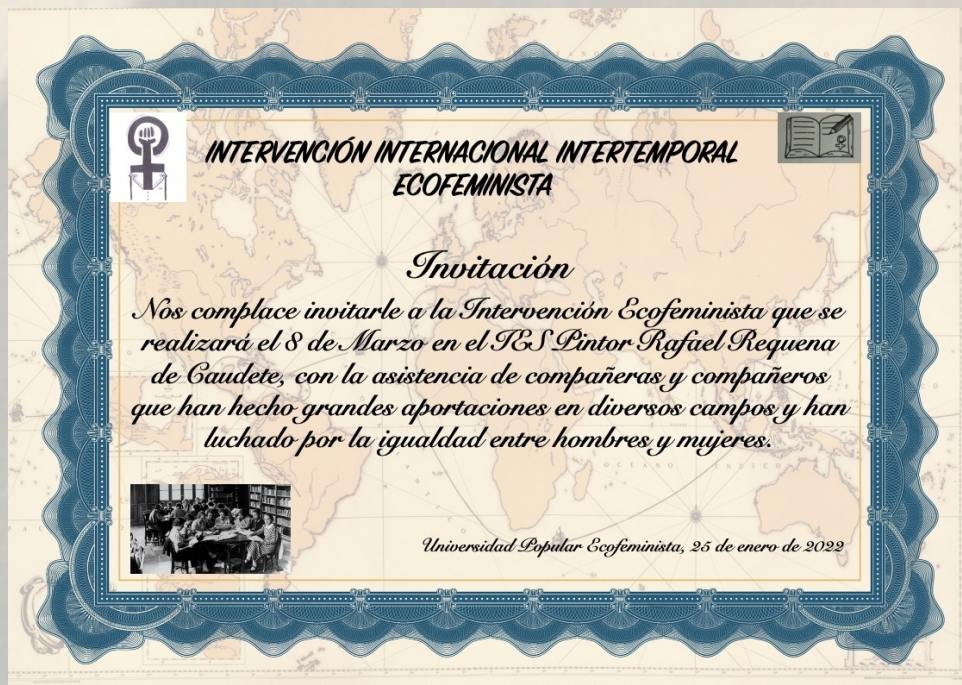 INTERVENCIÓN INTERNACIONAL INTERTEMPORAL
ECOFEMINISTA
Invitación
Nos complace invitarle a la Intervención Ecofeminista que se
realizará el 8 de Marzo en el IES Pintor Rafael Requena
de Caudete, con la asistencia de compañeras y compañeros
que han hecho grandes aportaciones en diversos campos y han
luchado por la igualdad entre hombres y mujeres.
OCEANO INDICO
Universidad Popular Ecofeminista, 25 de enero de 2022